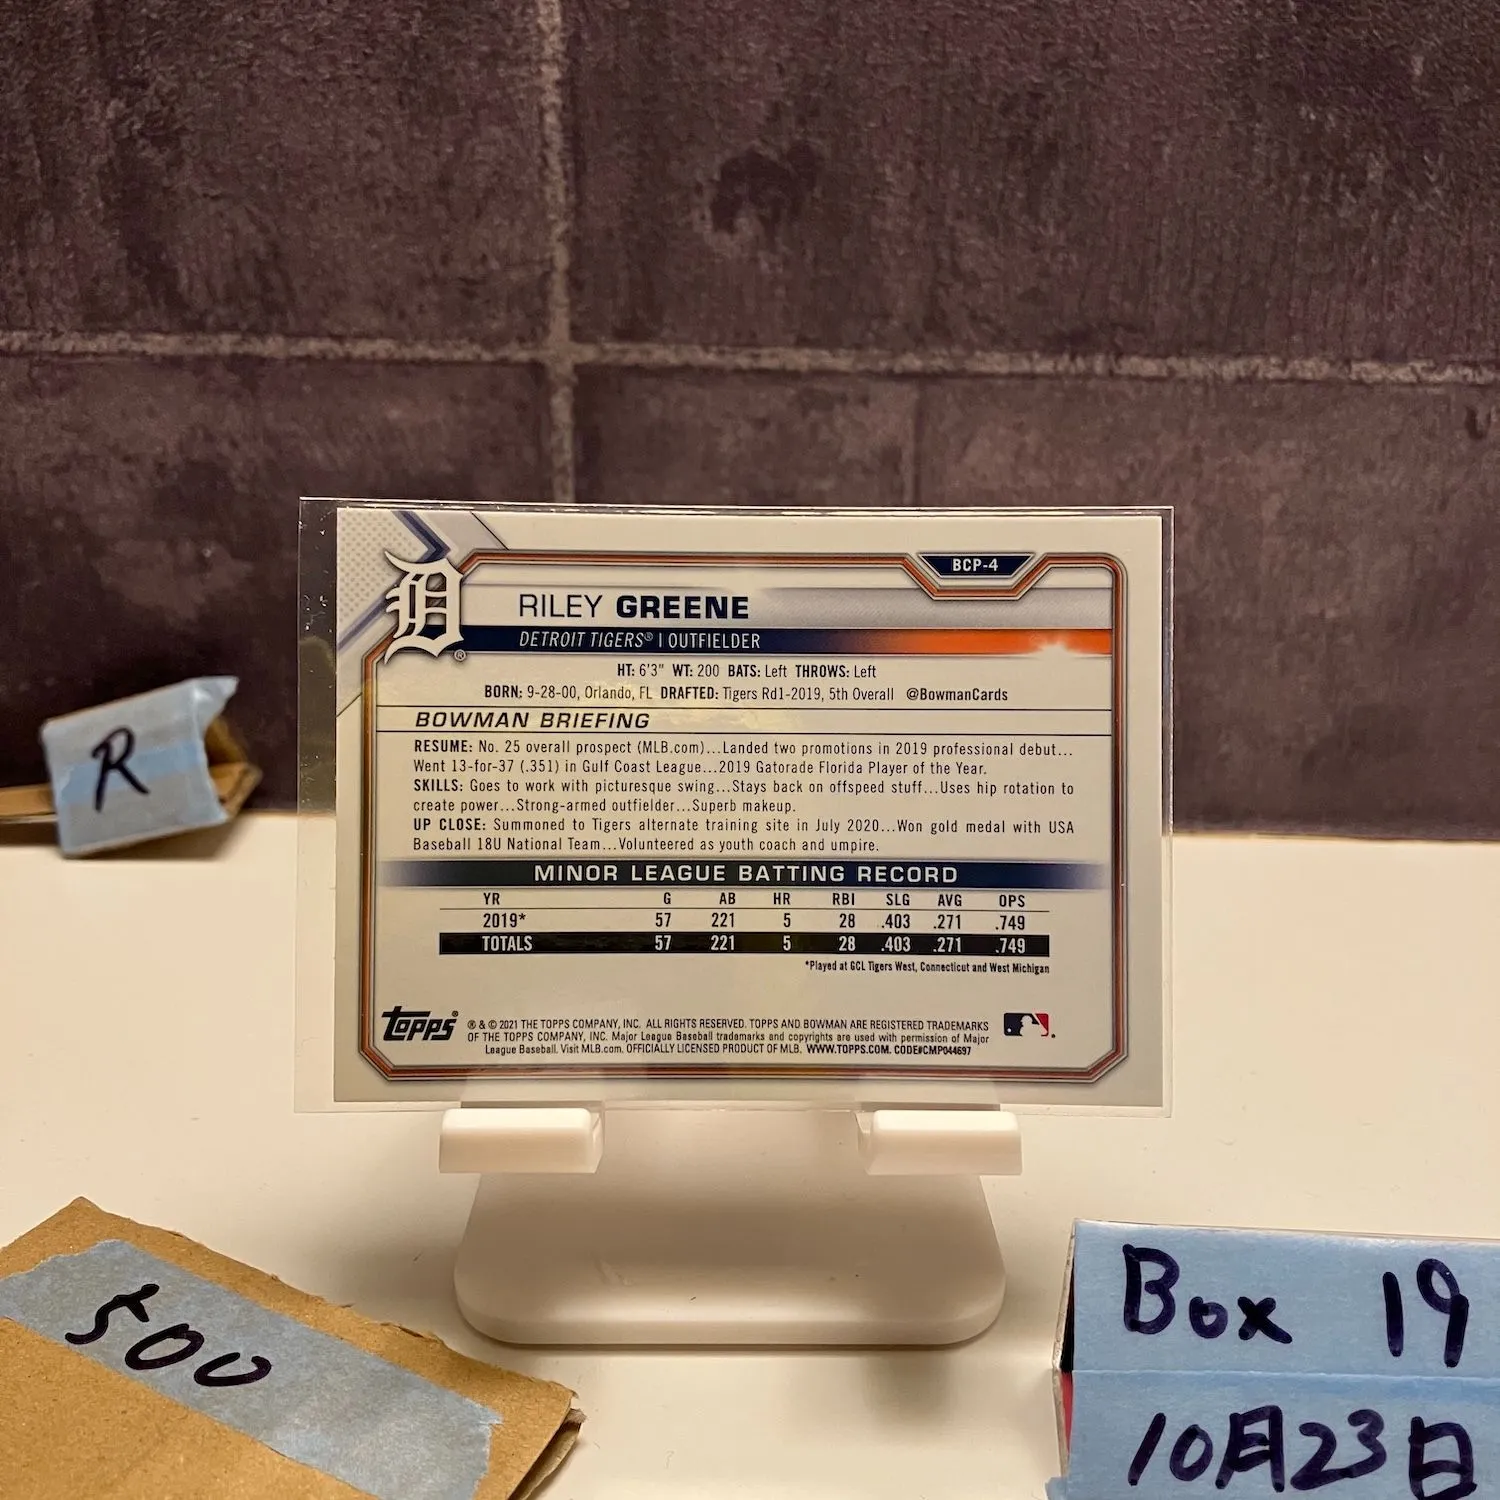 BCP-4
D®
RILEY GREENE
DETROIT TIGERS® | OUTFIELDER
HT: 6'3" WT: 200 BATS: Left THROWS: Left
BORN: 9-28-00, Orlando, FL DRAFTED: Tigers Rd1-2019, 5th Overall @BowmanCards
BOWMAN BRIEFING
RESUME: No. 25 overall prospect (MLB.com)...Landed two promotions in 2019 professional debut...
Went 13-for-37 (.351) in Gulf Coast League...2019 Gatorade Florida Player of the Year.
SKILLS: Goes to work with picturesque swing...Stays back on offspeed stuff...Uses hip rotation to
create power...Strong-armed outfielder...Superb makeup.
UP CLOSE: Summoned to Tigers alternate training site in July 2020...Won gold medal with USA
Baseball 18U National Team...Volunteered as youth coach and umpire.
MINOR LEAGUE BATTING RECORD
YR G AB HR RBI SLG AVG OPS
2019* 57 221 5 28 .403 .271 .749
TOTALS 57 221 5 28 .403 .271 .749
*Played at GCL Tigers West, Connecticut and West Michigan
Topps®
® & © 2021 THE TOPPS COMPANY, INC. ALL RIGHTS RESERVED. TOPPS AND BOWMAN ARE REGISTERED TRADEMARKS
OF THE TOPPS COMPANY, INC. Major League Baseball trademarks and copyrights are used with permission of Major
League Baseball. Visit MLB.com. OFFICIALLY LICENSED PRODUCT OF MLB. WWW.TOPPS.COM. CODE#CMP044697
R
500
Box 19
10月23日